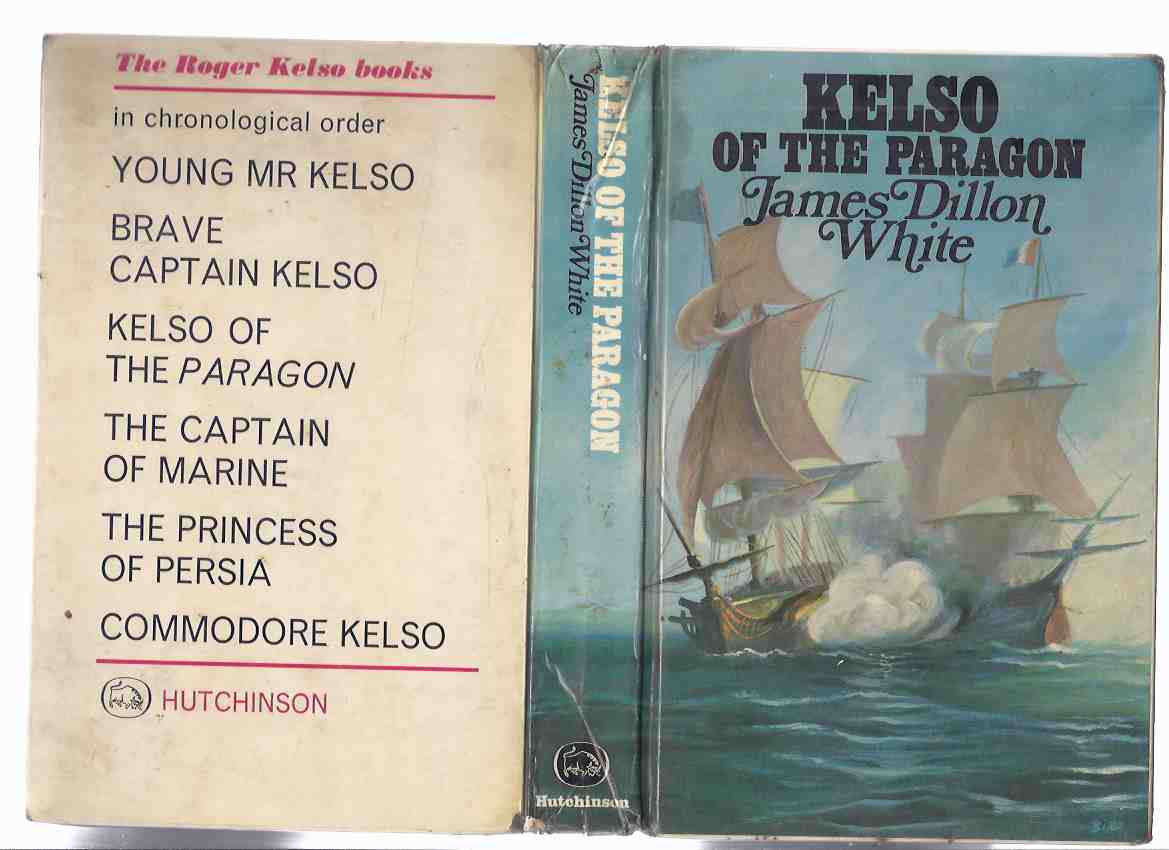 The Roger Kelso books
in chronological order
YOUNG MR KELSO
BRAVE
CAPTAIN KELSO
KELSO OF
THE PARAGON
THE CAPTAIN
OF MARINE
THE PRINCESS
OF PERSIA
COMMODORE KELSO
HUTCHINSON
KELSO OF THE PARAGON
James Dillon White
Hutchinson
KELSO
OF THE PARAGON
James Dillon
White